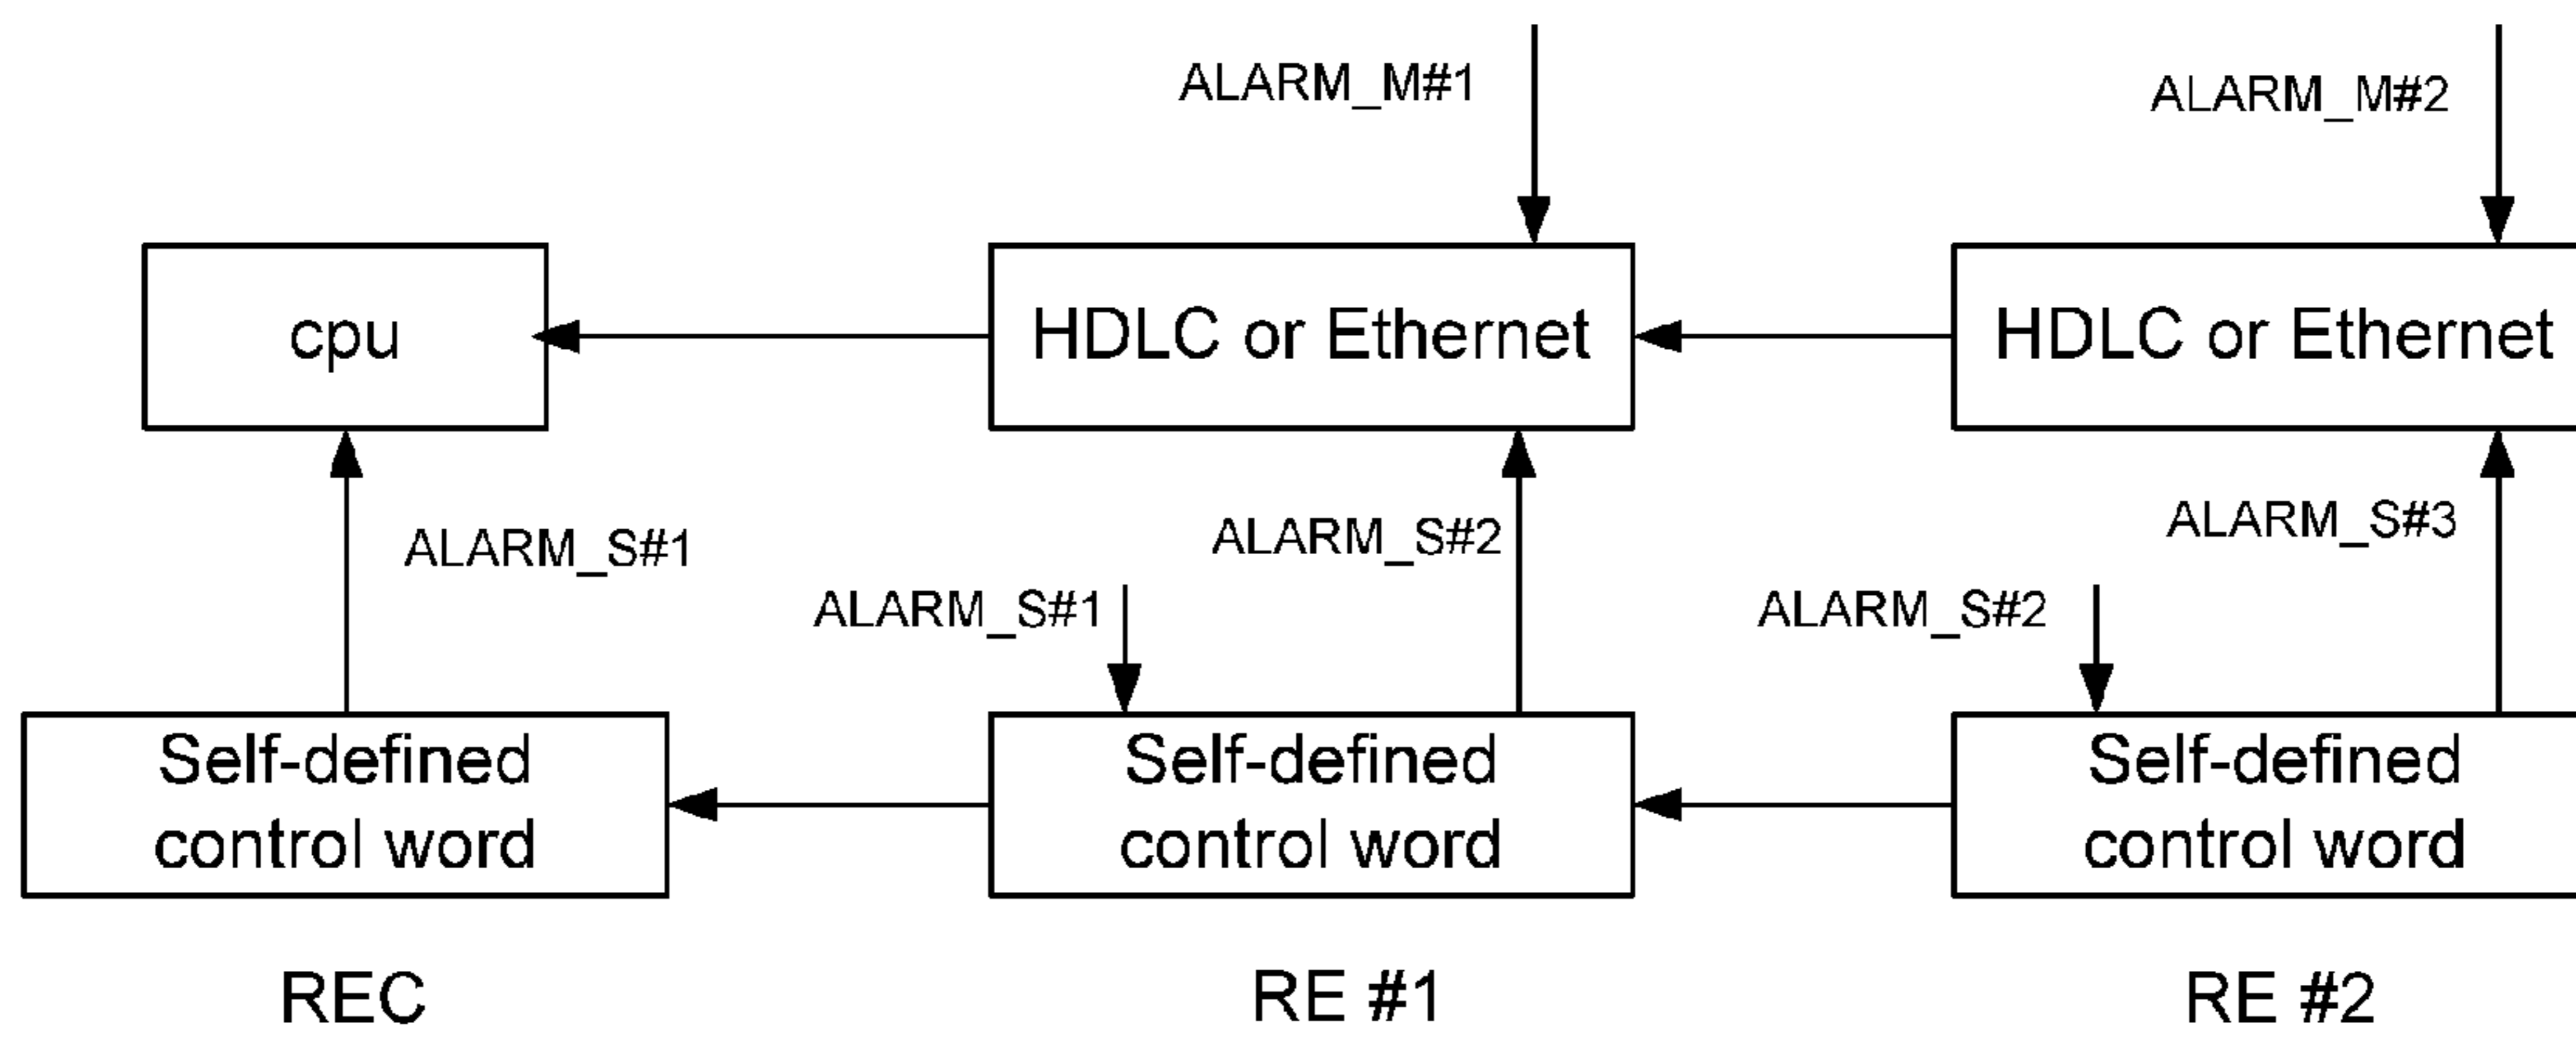 ALARM_M#1
ALARM_M#2
cpu
HDLC or Ethernet
HDLC or Ethernet
ALARM_S#1
ALARM_S#2
ALARM_S#3
ALARM_S#1
ALARM_S#2
Self-defined
control word
Self-defined
control word
Self-defined
control word
REC
RE #1
RE #2